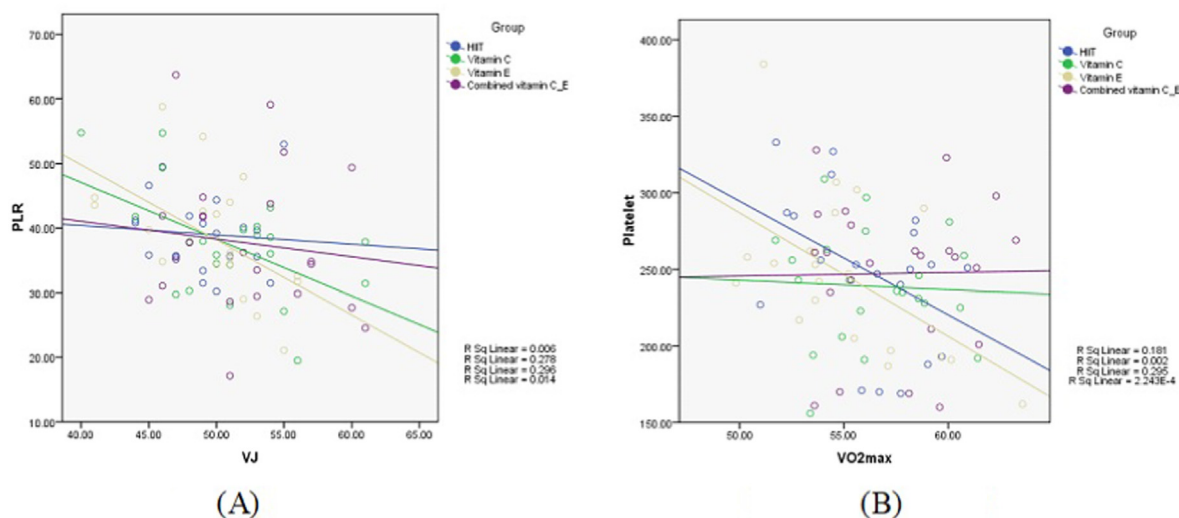 Group
HIIT
Vitamin C
Vitamin E
Combined vitamin C_E
70.00
60.00
50.00
40.00
30.00
20.00
10.00
PLR
40.00 45.00 50.00 55.00 60.00 65.00
VJ
R Sq Linear = 0.006
R Sq Linear = 0.278
R Sq Linear = 0.296
R Sq Linear = 0.014
(A)
Group
HIIT
Vitamin C
Vitamin E
Combined vitamin C_E
400.00
350.00
300.00
250.00
200.00
150.00
Platelet
50.00 55.00 60.00
VO2max
R Sq Linear = 0.181
R Sq Linear = 0.002
R Sq Linear = 0.295
R Sq Linear = 2.243E-4
(B)